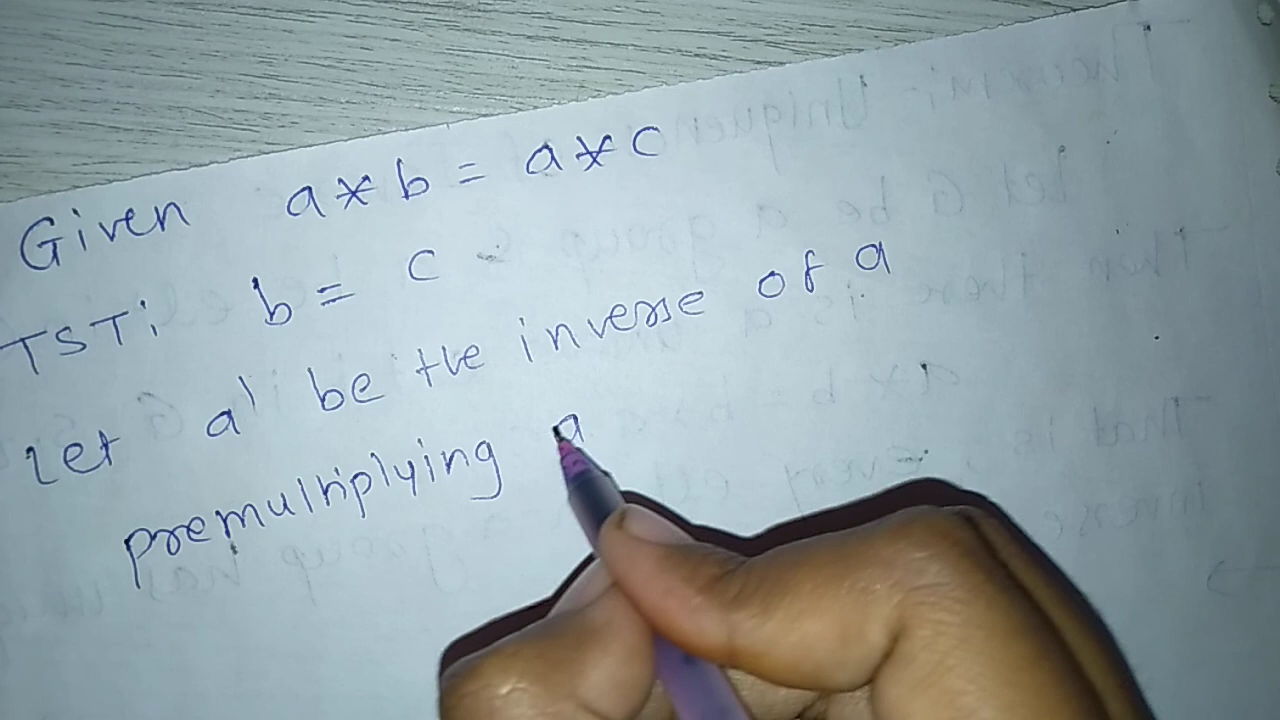 Given a * b = a * c
TST: b = c
Let a' be the inverse of a
premultiplying a